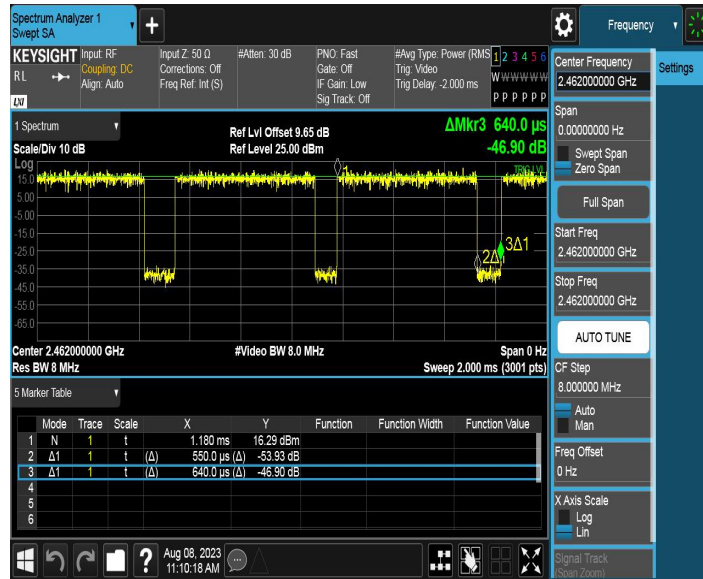 Spectrum Analyzer 1
Swept SA
+
Frequency
KEYSIGHT
RL
LXI
Input: RF
Coupling: DC
Align: Auto
Input Z: 50 Ω
Corrections: Off
Freq Ref: Int (S)
#Atten: 30 dB
PNO: Fast
Gate: Off
IF Gain: Low
Sig Track: Off
#Avg Type: Power (RMS
Trig: Video
Trig Delay: -2.000 ms
1 2 3 4 5 6
W W W W W W
P P P P P P
1 Spectrum
Scale/Div 10 dB
Ref Lvl Offset 9.65 dB
Ref Level 25.00 dBm
ΔMkr3 640.0 µs
-46.90 dB
Log
15.0
5.00
-5.00
-15.0
-25.0
-35.0
-45.0
-55.0
-65.0
1
TRIG LVL
2Δ1
3Δ1
Center 2.462000000 GHz
#Video BW 8.0 MHz
Span 0 Hz
Res BW 8 MHz
Sweep 2.000 ms (3001 pts)
5 Marker Table
Mode Trace Scale X Y Function Function Width Function Value
1 N 1 t 1.180 ms 16.29 dBm
2 Δ1 1 t (Δ) 550.0 µs (Δ) -53.93 dB
3 Δ1 1 t (Δ) 640.0 µs (Δ) -46.90 dB
4
5
6
Center Frequency
2.462000000 GHz
Span
0.00000000 Hz
Swept Span
Zero Span
Full Span
Start Freq
2.462000000 GHz
Stop Freq
2.462000000 GHz
AUTO TUNE
CF Step
8.000000 MHz
Auto
Man
Freq Offset
0 Hz
X Axis Scale
Log
Lin
Signal Track
(Span Zoom)
Settings
?
Aug 08, 2023
11:10:18 AM